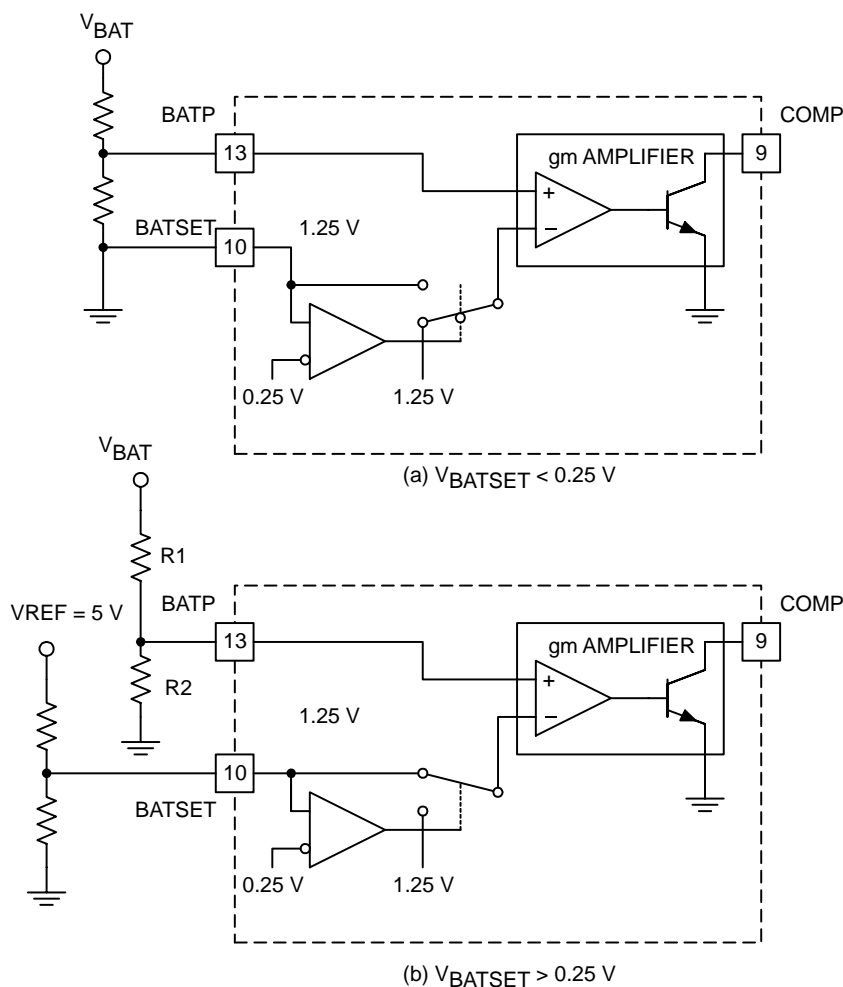 VBAT
BATP
COMP
13
gm AMPLIFIER
9
+
BATSET
10
1.25 V
−
0.25 V
1.25 V
(a) VBATSET < 0.25 V
VBAT
R1
VREF = 5 V
BATP
COMP
13
gm AMPLIFIER
9
R2
+
1.25 V
−
10
BATSET
0.25 V
1.25 V
(b) VBATSET > 0.25 V